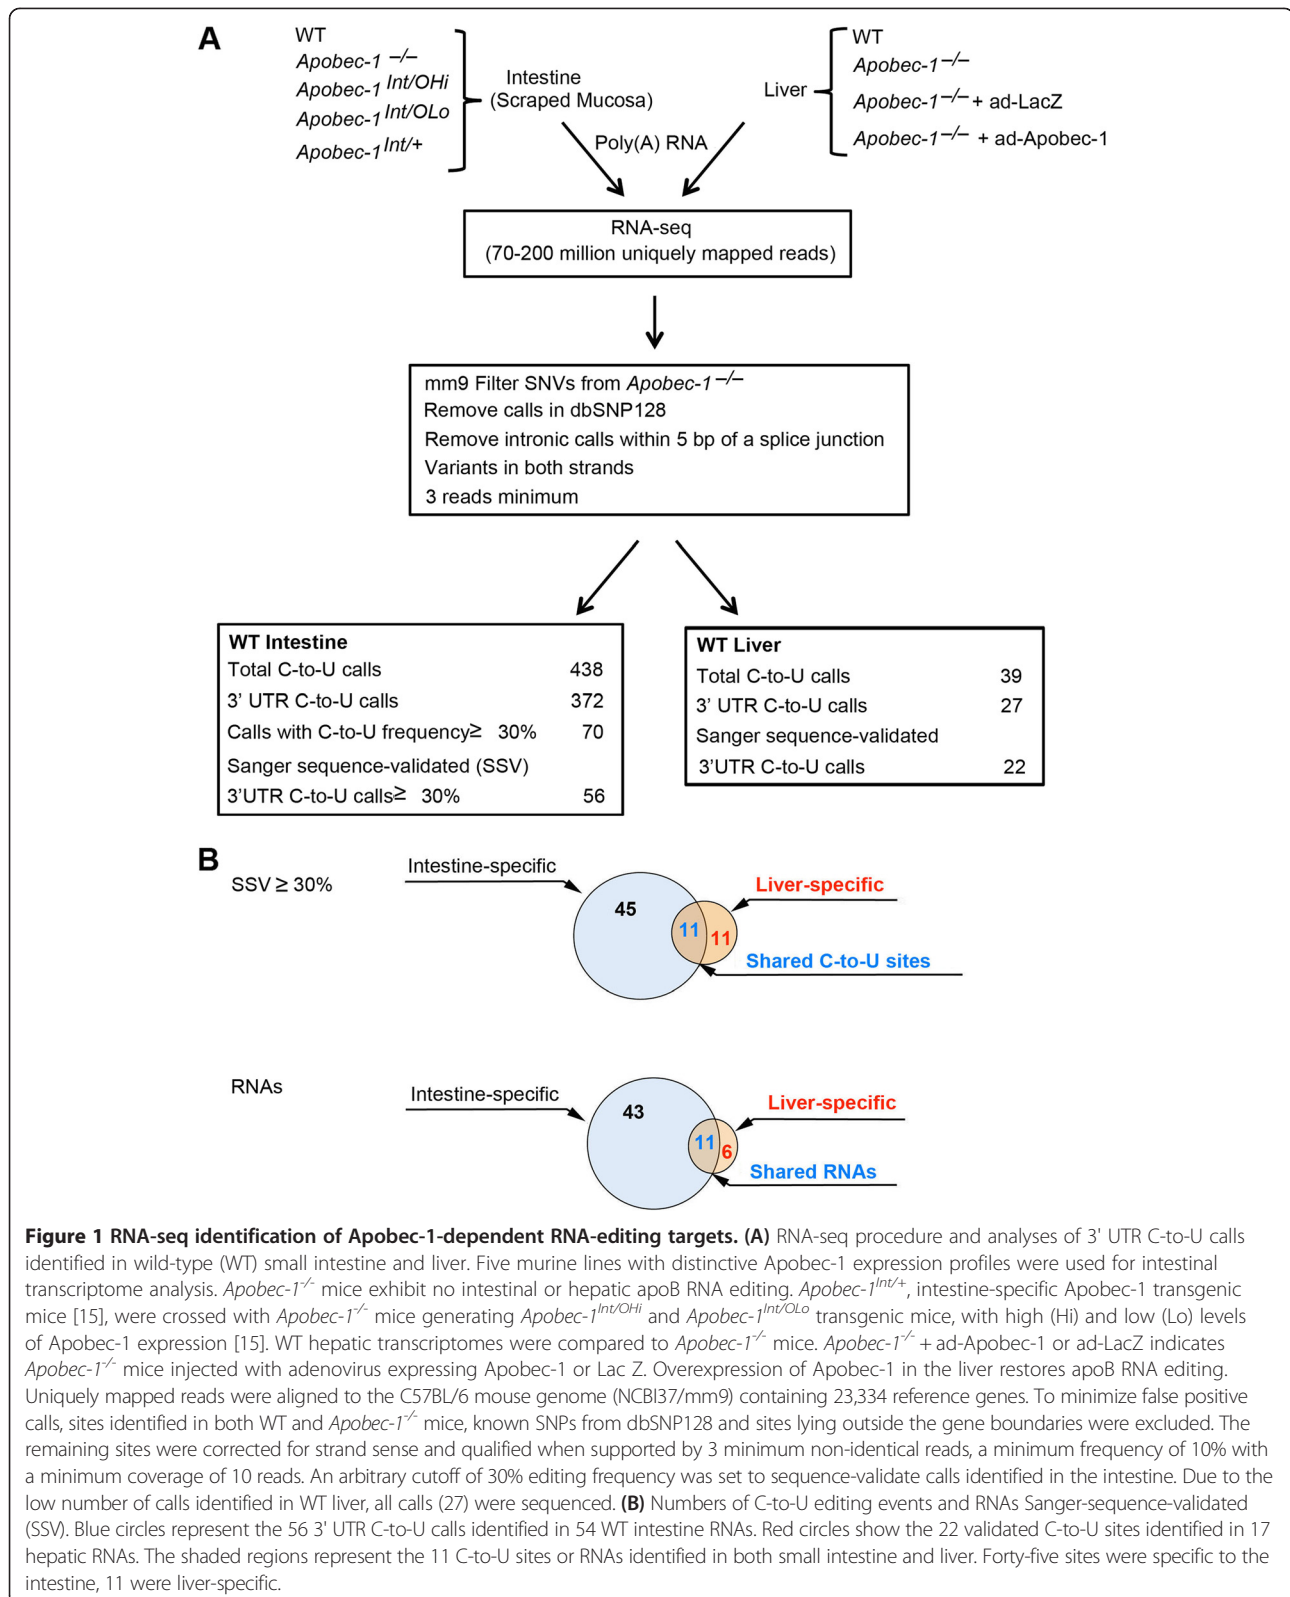 A
WT
Apobec-1 –/–
Apobec-1 Int/OHi
Apobec-1 Int/OLo
Apobec-1 Int/+
Intestine
(Scraped Mucosa)
Liver
WT
Apobec-1–/–
Apobec-1–/– + ad-LacZ
Apobec-1–/– + ad-Apobec-1
Poly(A) RNA
RNA-seq
(70-200 million uniquely mapped reads)
mm9 Filter SNVs from Apobec-1 –/–
Remove calls in dbSNP128
Remove intronic calls within 5 bp of a splice junction
Variants in both strands
3 reads minimum
WT Intestine
Total C-to-U calls 438
3' UTR C-to-U calls 372
Calls with C-to-U frequency≥ 30% 70
Sanger sequence-validated (SSV)
3'UTR C-to-U calls≥ 30% 56
WT Liver
Total C-to-U calls 39
3' UTR C-to-U calls 27
Sanger sequence-validated
3'UTR C-to-U calls 22
B
SSV ≥ 30%
Intestine-specific
45
11
11
Liver-specific
Shared C-to-U sites
RNAs
Intestine-specific
43
11
6
Liver-specific
Shared RNAs
Figure 1 RNA-seq identification of Apobec-1-dependent RNA-editing targets. (A) RNA-seq procedure and analyses of 3' UTR C-to-U calls
identified in wild-type (WT) small intestine and liver. Five murine lines with distinctive Apobec-1 expression profiles were used for intestinal
transcriptome analysis. Apobec-1-/- mice exhibit no intestinal or hepatic apoB RNA editing. Apobec-1Int/+, intestine-specific Apobec-1 transgenic
mice [15], were crossed with Apobec-1-/- mice generating Apobec-1Int/OHi and Apobec-1Int/OLo transgenic mice, with high (Hi) and low (Lo) levels
of Apobec-1 expression [15]. WT hepatic transcriptomes were compared to Apobec-1-/- mice. Apobec-1-/- + ad-Apobec-1 or ad-LacZ indicates
Apobec-1-/- mice injected with adenovirus expressing Apobec-1 or Lac Z. Overexpression of Apobec-1 in the liver restores apoB RNA editing.
Uniquely mapped reads were aligned to the C57BL/6 mouse genome (NCBI37/mm9) containing 23,334 reference genes. To minimize false positive
calls, sites identified in both WT and Apobec-1-/- mice, known SNPs from dbSNP128 and sites lying outside the gene boundaries were excluded. The
remaining sites were corrected for strand sense and qualified when supported by 3 minimum non-identical reads, a minimum frequency of 10% with
a minimum coverage of 10 reads. An arbitrary cutoff of 30% editing frequency was set to sequence-validate calls identified in the intestine. Due to the
low number of calls identified in WT liver, all calls (27) were sequenced. (B) Numbers of C-to-U editing events and RNAs Sanger-sequence-validated
(SSV). Blue circles represent the 56 3' UTR C-to-U calls identified in 54 WT intestine RNAs. Red circles show the 22 validated C-to-U sites identified in 17
hepatic RNAs. The shaded regions represent the 11 C-to-U sites or RNAs identified in both small intestine and liver. Forty-five sites were specific to the
intestine, 11 were liver-specific.